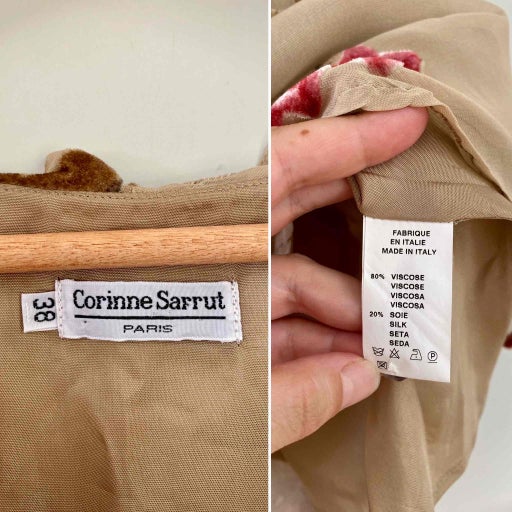 38
Corinne Sarrut
PARIS
FABRIQUE
EN ITALIE
MADE IN ITALY
80% VISCOSE
VISCOSE
VISCOSA
VISCOSA
20% SOIE
SILK
SETA
SEDA
P